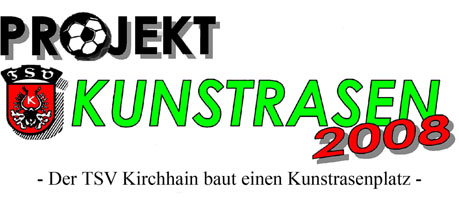 PROJEKT
TSV
K
KUNSTRASEN
2008
- Der TSV Kirchhain baut einen Kunstrasenplatz -